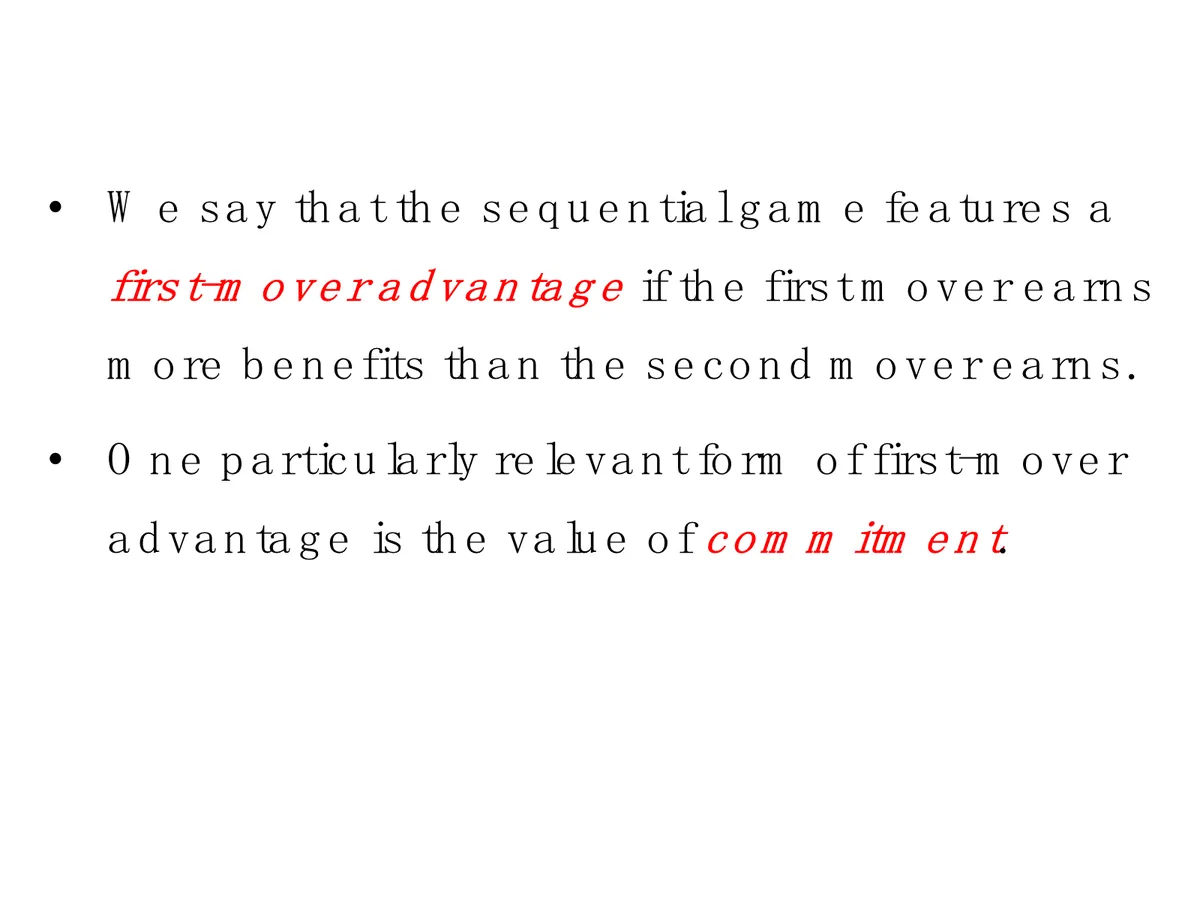 • We say that the sequential game features a
first-mover advantage if the first mover earns
more benefits than the second mover earns.
• One particularly relevant form of first-mover
advantage is the value of commitment.